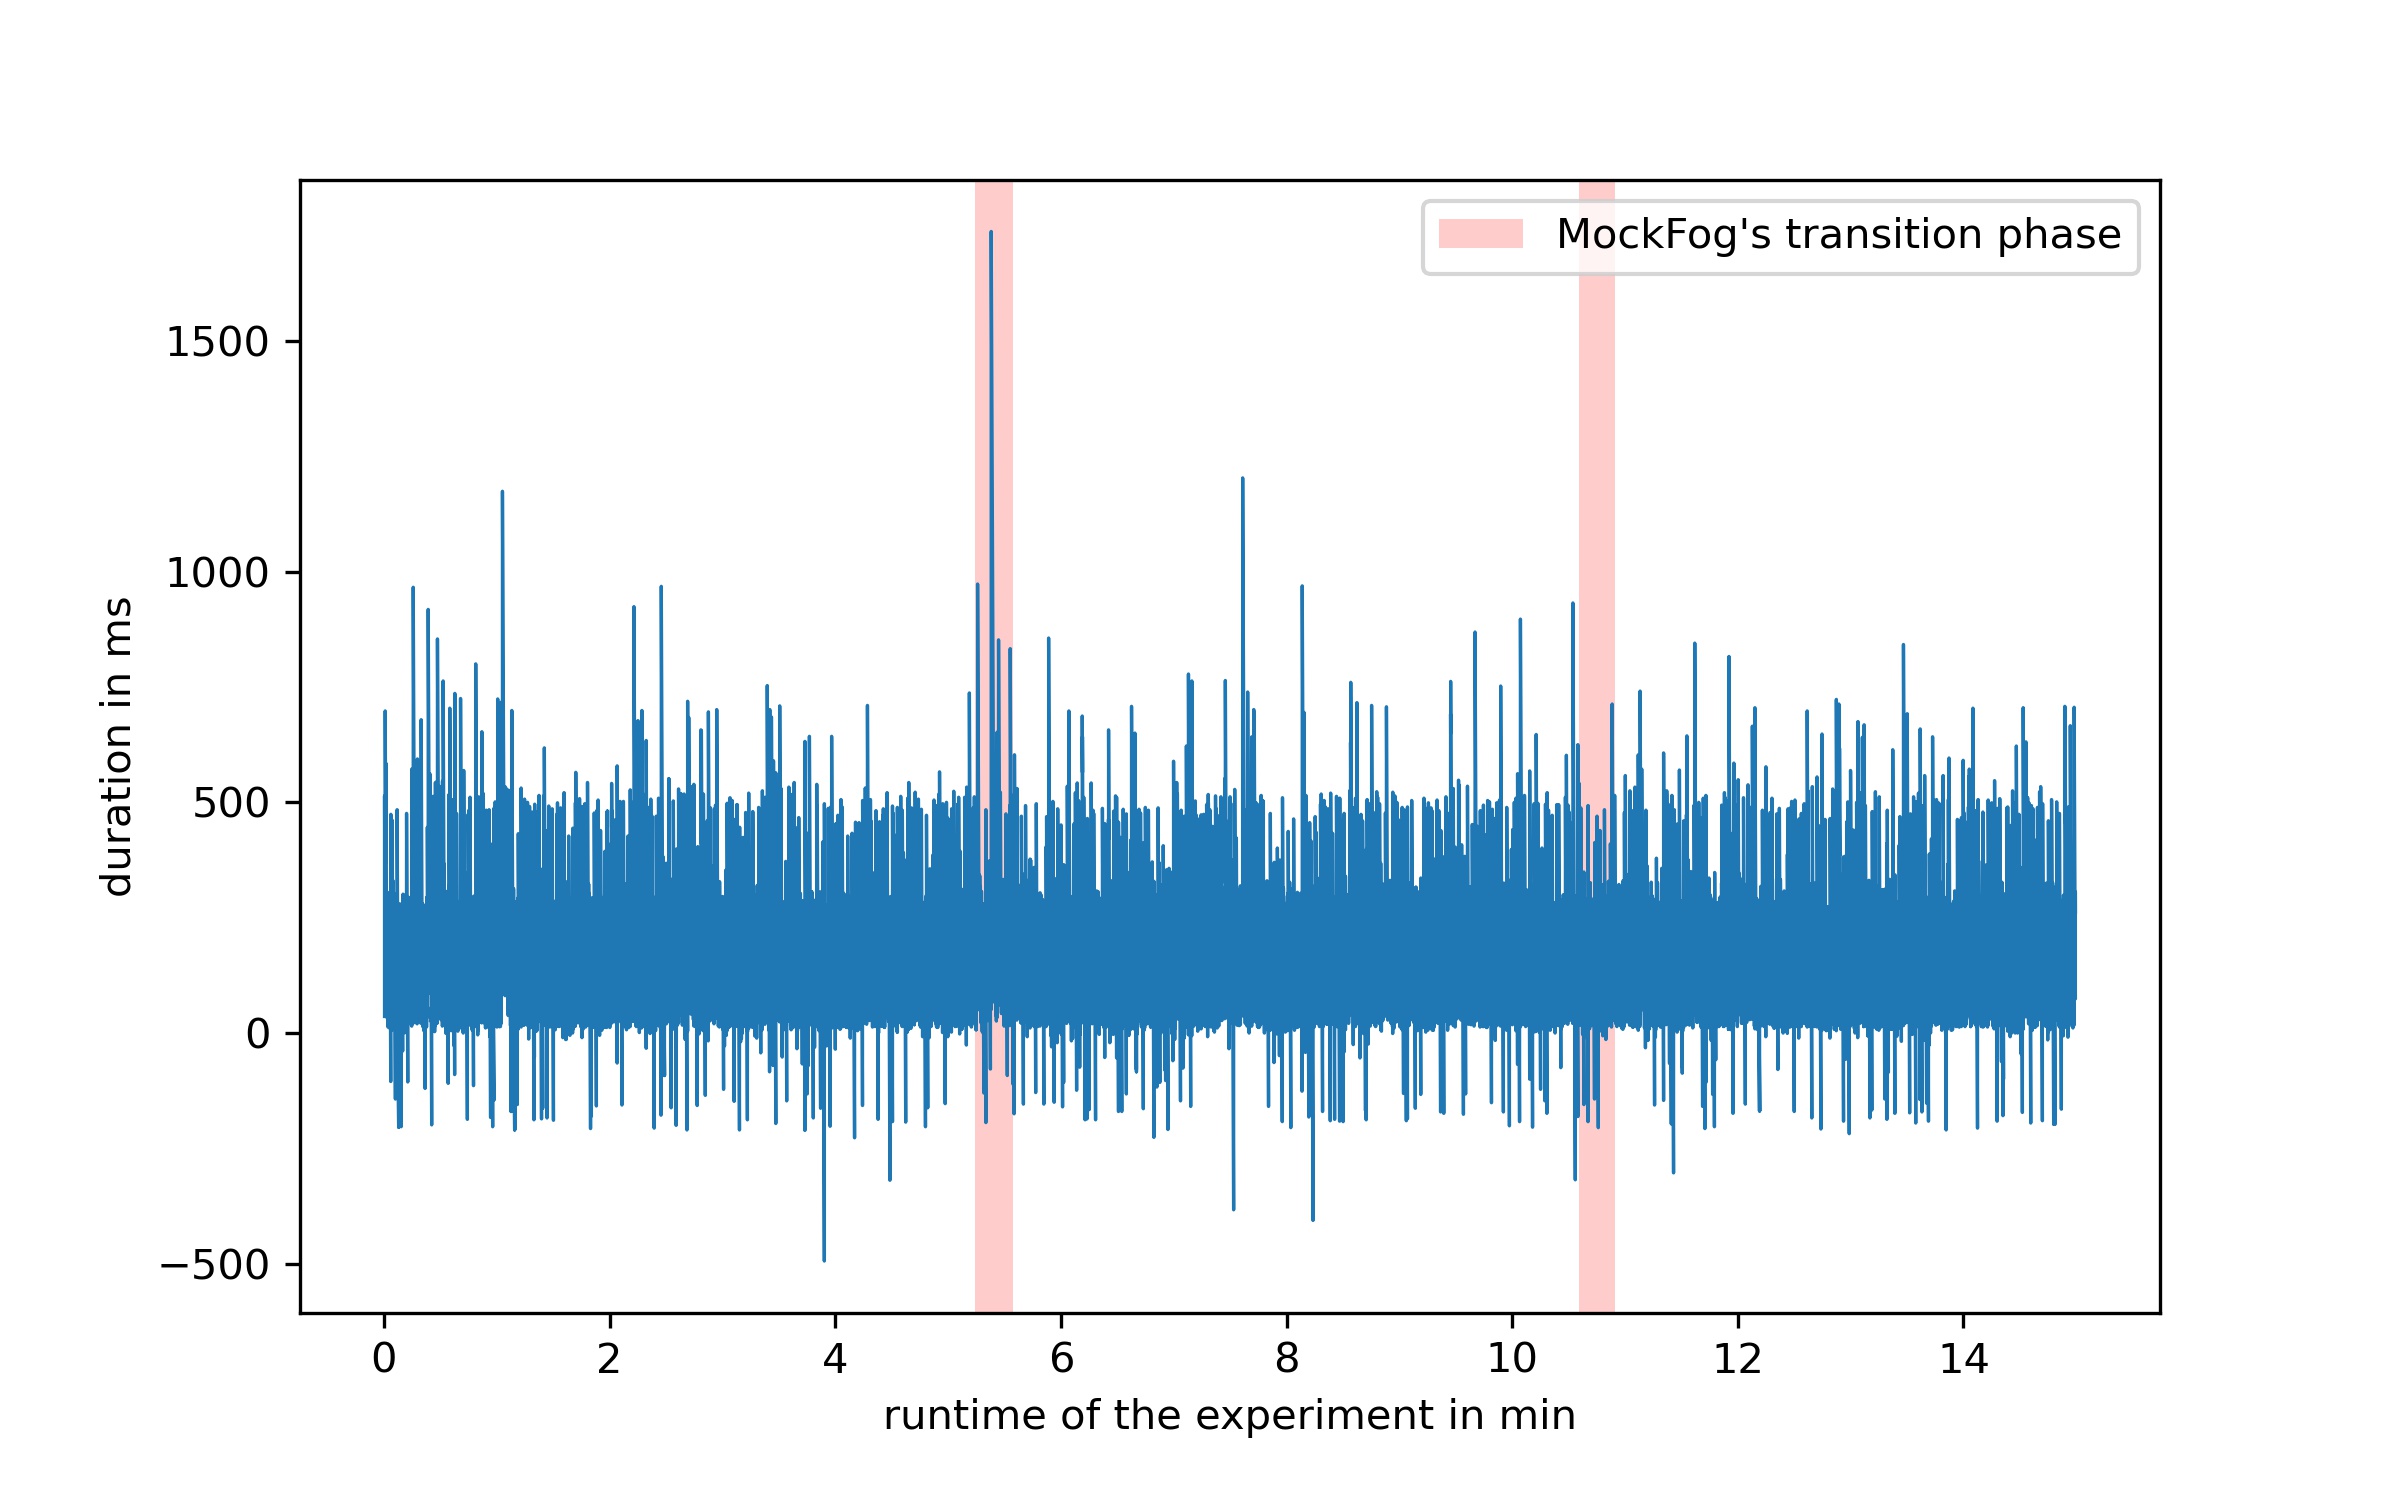 MockFog's transition phase
1500
1000
500
0
−500
duration in ms
0 2 4 6 8 10 12 14
runtime of the experiment in min